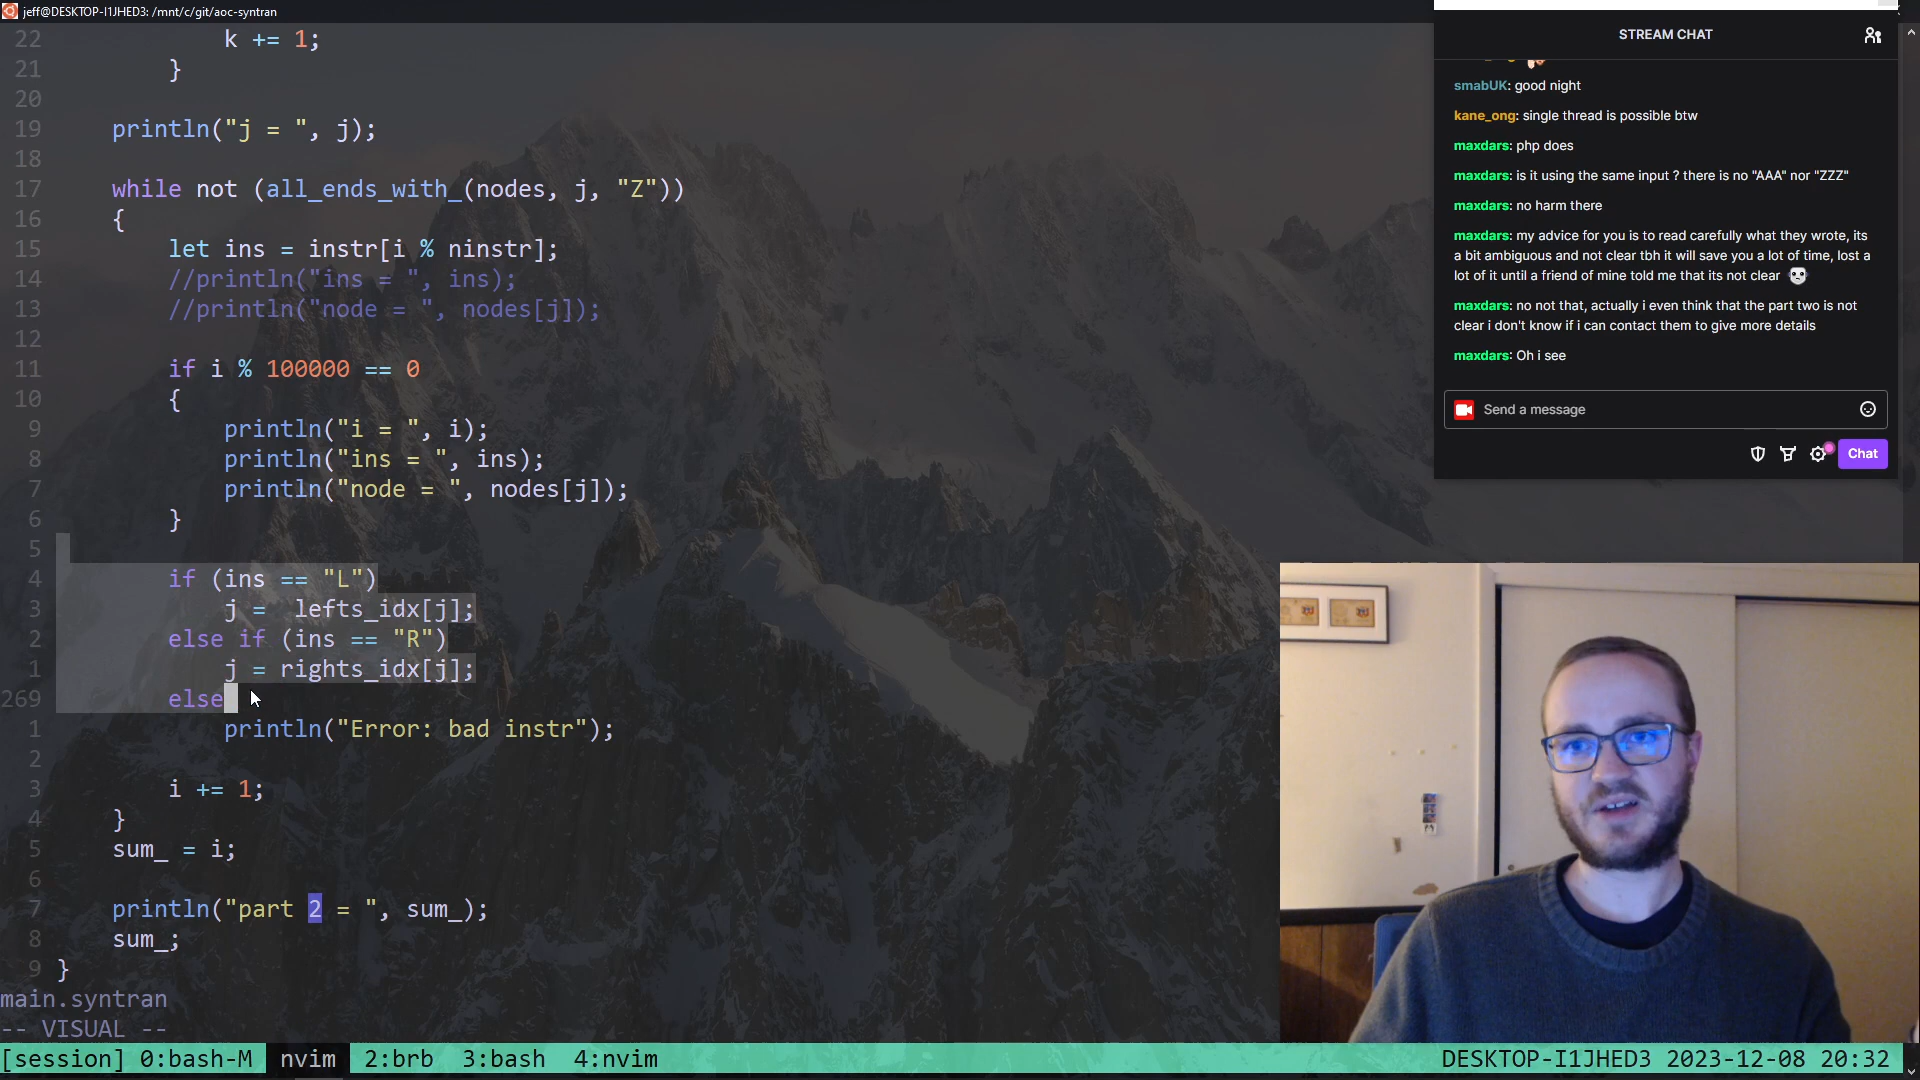 jeff@DESKTOP-I1JHED3: /mnt/c/git/aoc-syntran
22 k += 1;
21 }
20
19 println("j = ", j);
18
17 while not (all_ends_with_(nodes, j, "Z"))
16 {
15 let ins = instr[i % ninstr];
14 //println("ins = ", ins);
13 //println("node = ", nodes[j]);
12
11 if i % 100000 == 0
10 {
9 println("i = ", i);
8 println("ins = ", ins);
7 println("node = ", nodes[j]);
6 }
5
4 if (ins == "L")
3 j =  lefts_idx[j];
2 else if (ins == "R")
1 j = rights_idx[j];
269 else
1 println("Error: bad instr");
2
3 i += 1;
4 }
5 sum_ = i;
6
7 println("part 2 = ", sum_);
8 sum_;
9 }
main.syntran
-- VISUAL --
[session] 0:bash-M nvim 2:brb 3:bash 4:nvim
DESKTOP-I1JHED3 2023-12-08 20:32
STREAM CHAT
smabUK: good night
kane_ong: single thread is possible btw
maxdars: php does
maxdars: is it using the same input ? there is no "AAA" nor "ZZZ"
maxdars: no harm there
maxdars: my advice for you is to read carefully what they wrote, its
a bit ambiguous and not clear tbh it will save you a lot of time, lost a
lot of it until a friend of mine told me that its not clear
maxdars: no not that, actually i even think that the part two is not
clear i don't know if i can contact them to give more details
maxdars: Oh i see
Send a message
Chat